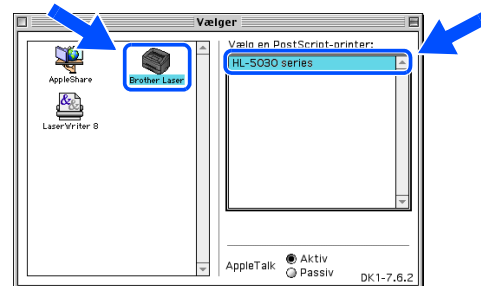 Vælger
AppleShare
Brother Laser
LaserWriter 8
Vælg en PostScript-printer:
HL-5030 series
AppleTalk
Aktiv
Passiv
DK1-7.6.2